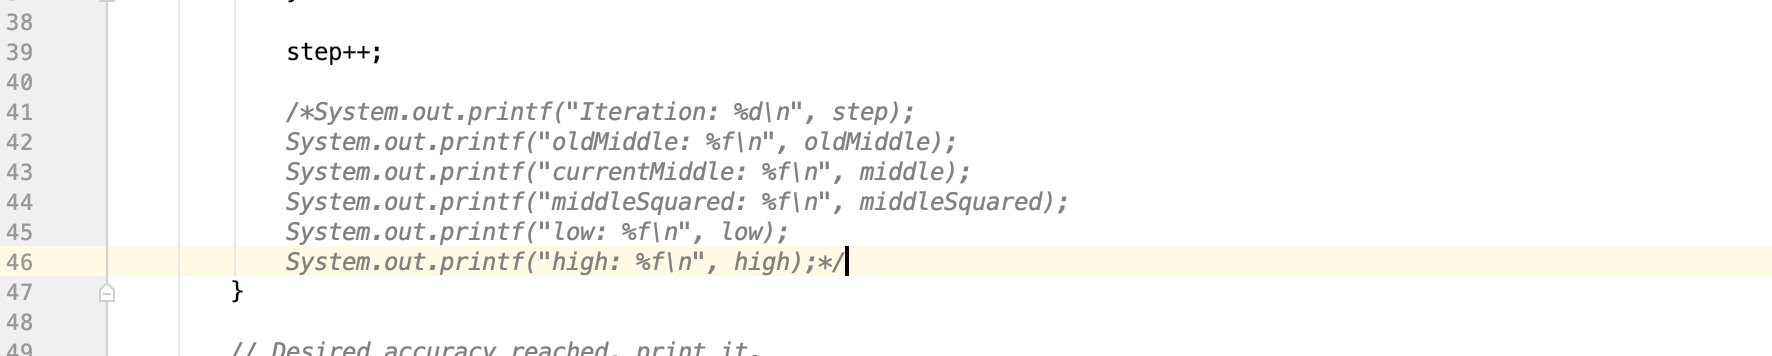 38
39 step++;
40
41 /*System.out.printf("Iteration: %d\n", step);
42 System.out.printf("oldMiddle: %f\n", oldMiddle);
43 System.out.printf("currentMiddle: %f\n", middle);
44 System.out.printf("middleSquared: %f\n", middleSquared);
45 System.out.printf("low: %f\n", low);
46 System.out.printf("high: %f\n", high);*/
47 }
48
49 // Desired accuracy reached, print it.